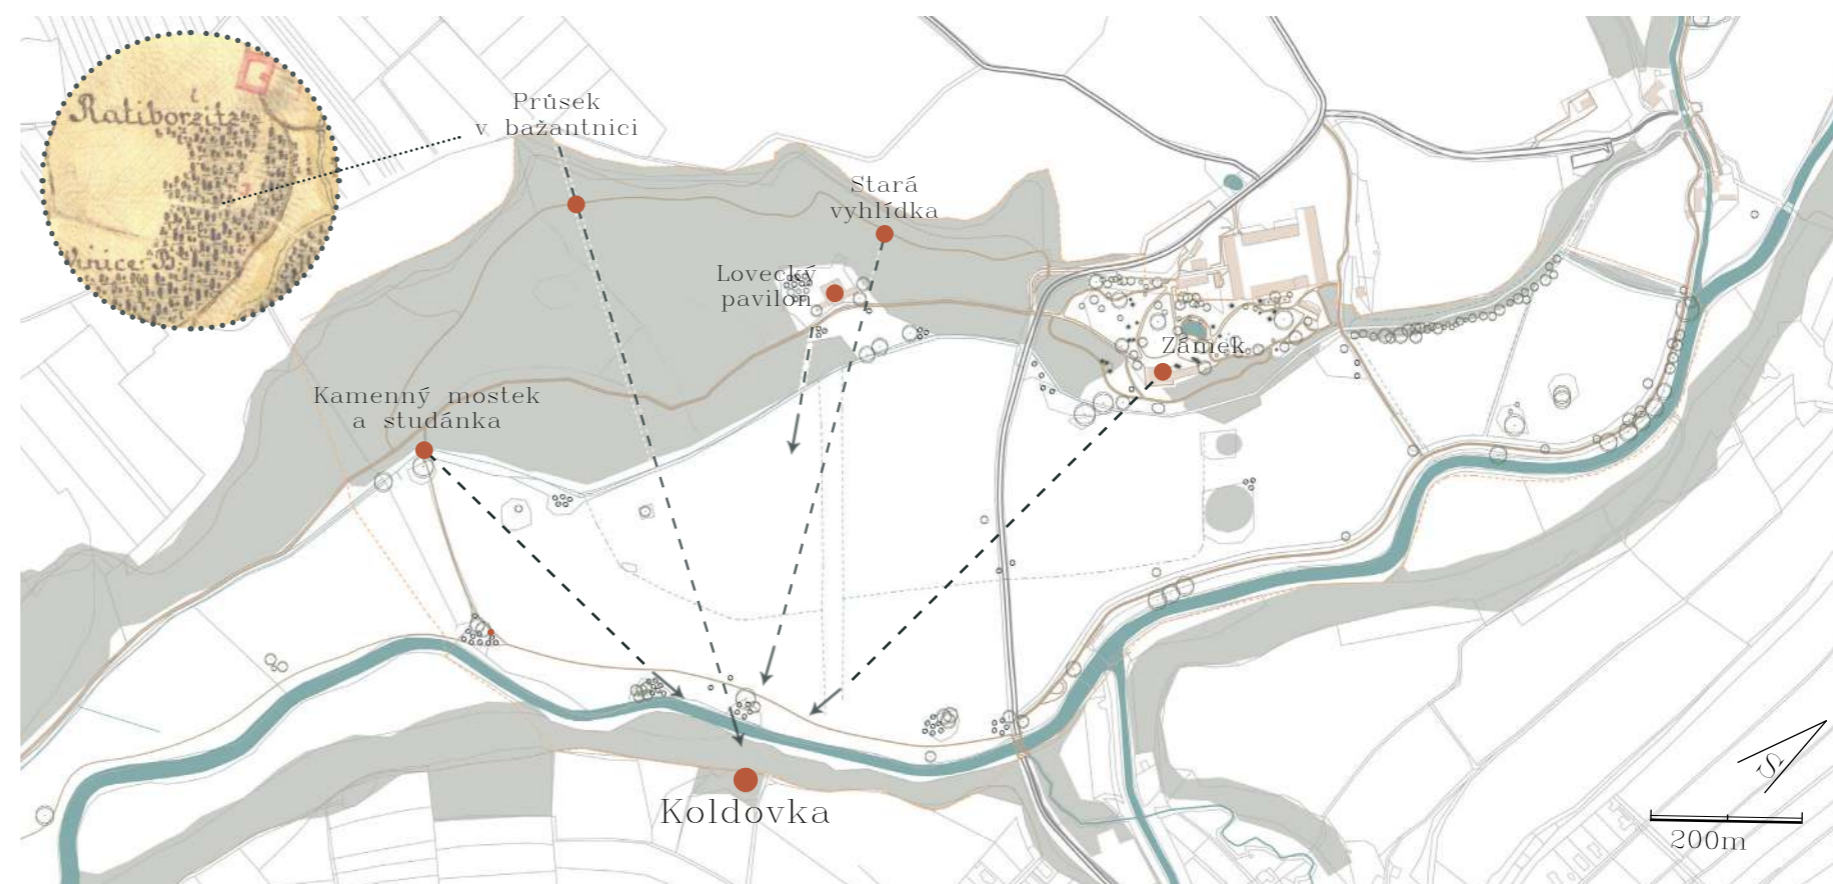 Ratiborzitz
Průsek
v bažantnici
Stará
vyhlídka
Lovecký
pavilon
Zámek
Kamenný mostek
a studánka
Koldovka
S
200m